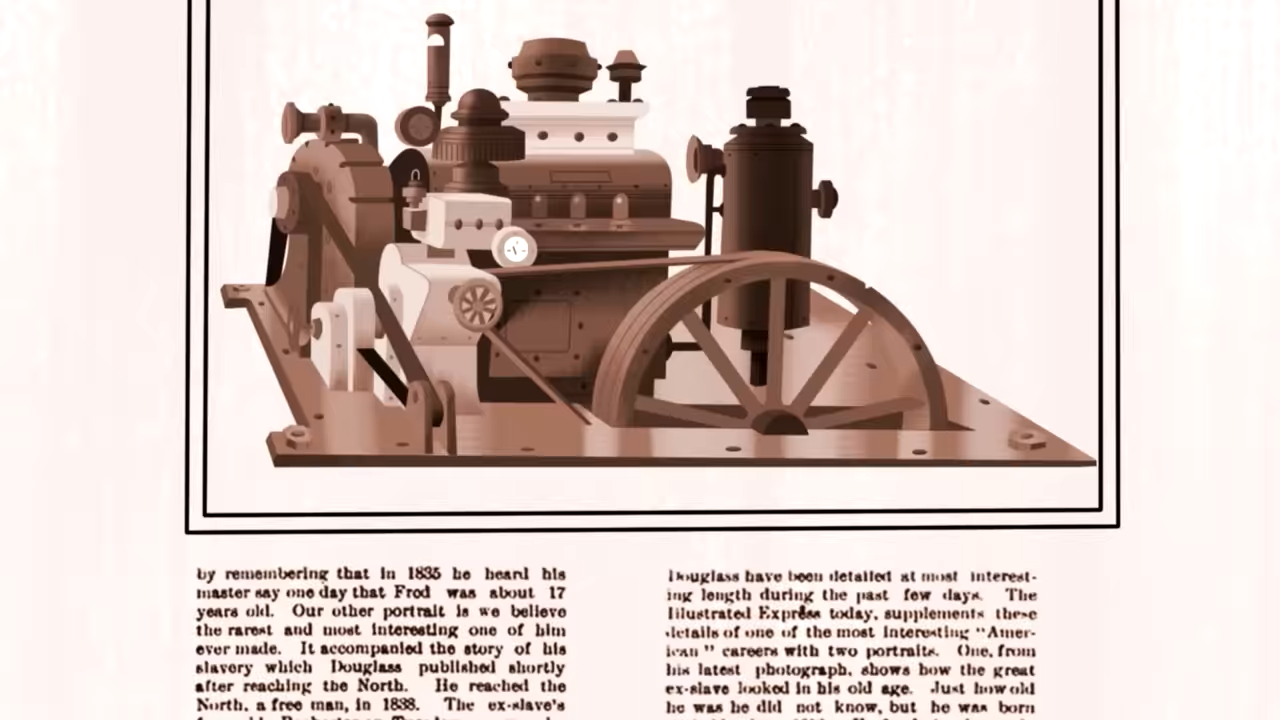 by remembering that in 1835 he heard his
master say one day that Fred was about 17
years old. Our other portrait is we believe
the rarest and most interesting one of him
ever made. It accompanied the story of his
slavery which Douglass published shortly
after reaching the North. He reached the
North, a free man, in 1838. The ex-slave's
Douglass have been detailed at most interest-
ing length during the past few days. The
Illustrated Express today, supplements these
details of one of the most interesting "Amer-
ican" careers with two portraits. One, from
his latest photograph, shows how the great
ex-slave looked in his old age. Just how old
he was he did not know, but he was born